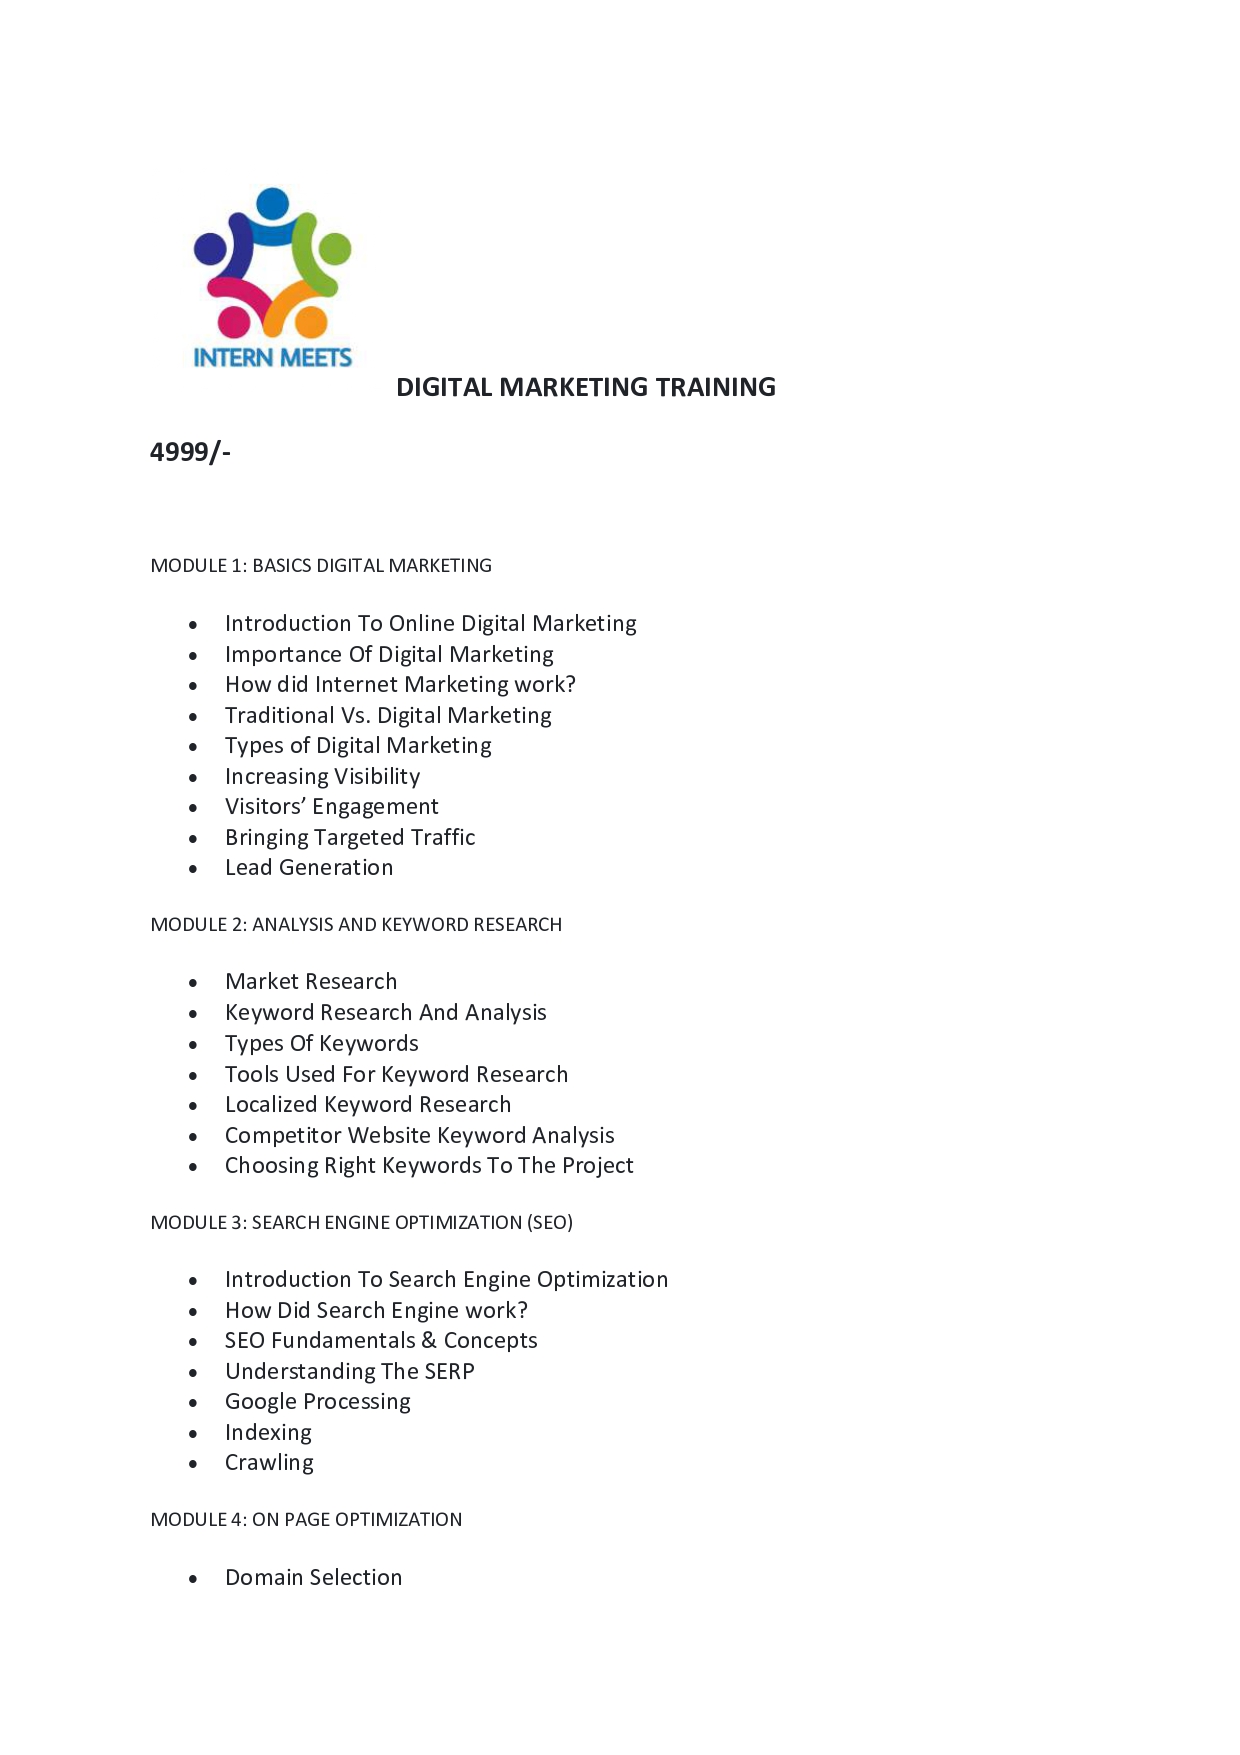 INTERN MEETS
DIGITAL MARKETING TRAINING
4999/-
MODULE 1: BASICS DIGITAL MARKETING
• Introduction To Online Digital Marketing
• Importance Of Digital Marketing
• How did Internet Marketing work?
• Traditional Vs. Digital Marketing
• Types of Digital Marketing
• Increasing Visibility
• Visitors’ Engagement
• Bringing Targeted Traffic
• Lead Generation
MODULE 2: ANALYSIS AND KEYWORD RESEARCH
• Market Research
• Keyword Research And Analysis
• Types Of Keywords
• Tools Used For Keyword Research
• Localized Keyword Research
• Competitor Website Keyword Analysis
• Choosing Right Keywords To The Project
MODULE 3: SEARCH ENGINE OPTIMIZATION (SEO)
• Introduction To Search Engine Optimization
• How Did Search Engine work?
• SEO Fundamentals & Concepts
• Understanding The SERP
• Google Processing
• Indexing
• Crawling
MODULE 4: ON PAGE OPTIMIZATION
• Domain Selection